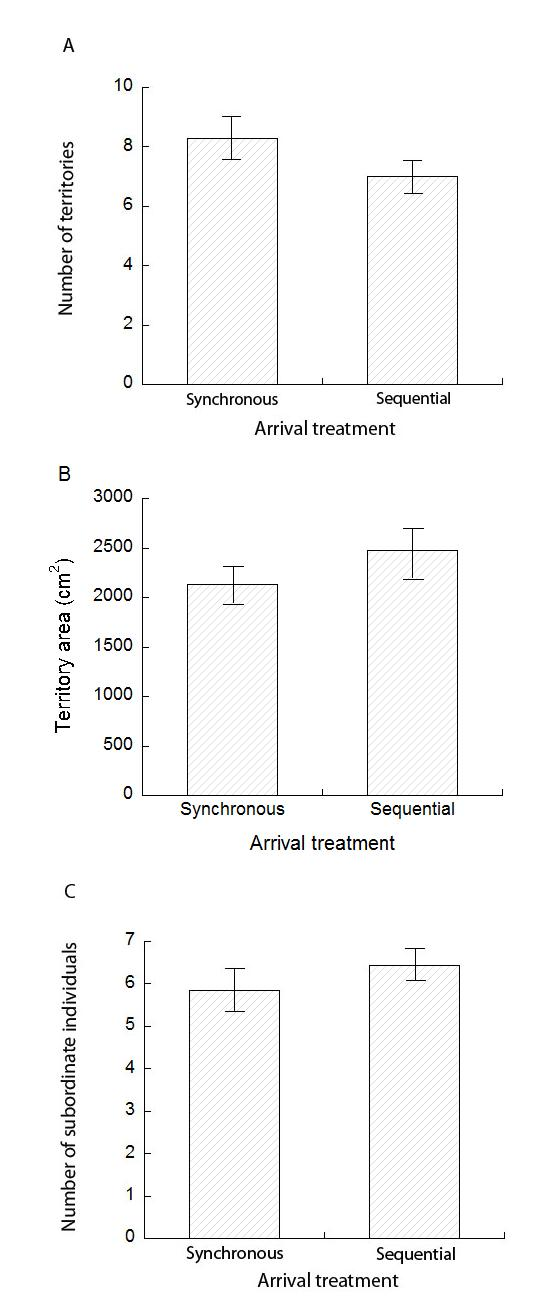 A
Number of territories
10
8
6
4
2
0
Synchronous
Sequential
Arrival treatment
B
Territory area (cm²)
3000
2500
2000
1500
1000
500
0
Synchronous
Sequential
Arrival treatment
C
Number of subordinate individuals
7
6
5
4
3
2
1
0
Synchronous
Sequential
Arrival treatment